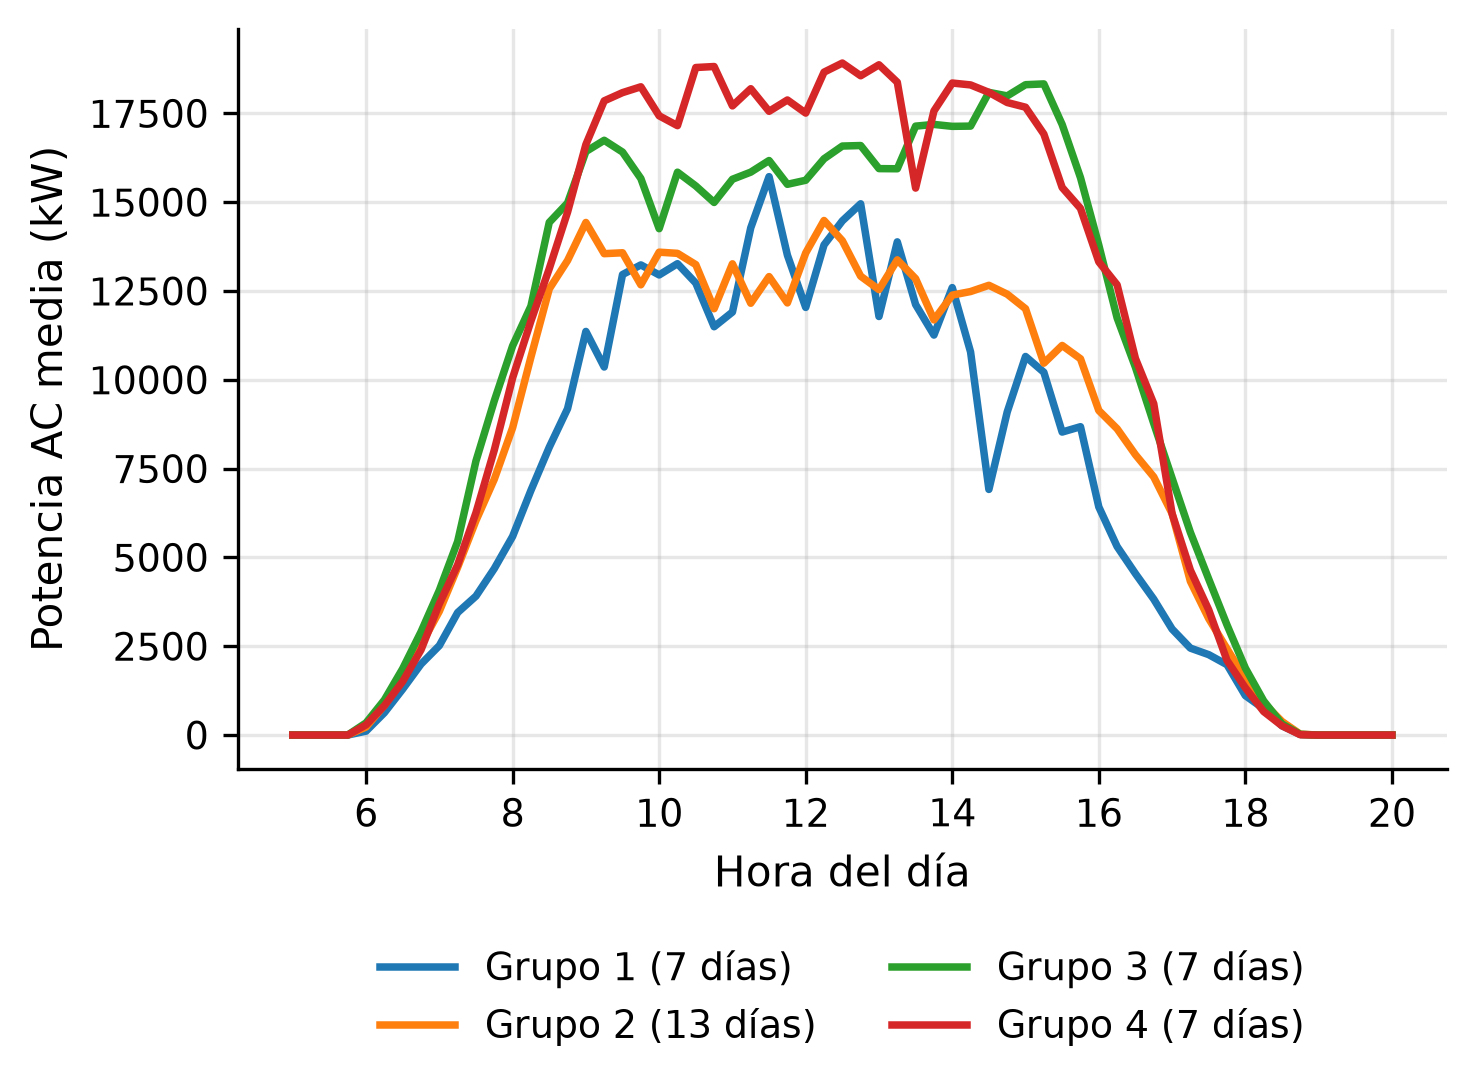 Potencia AC media (kW)
17500
15000
12500
10000
7500
5000
2500
0
6 8 10 12 14 16 18 20
Hora del día
Grupo 1 (7 días) Grupo 3 (7 días)
Grupo 2 (13 días) Grupo 4 (7 días)